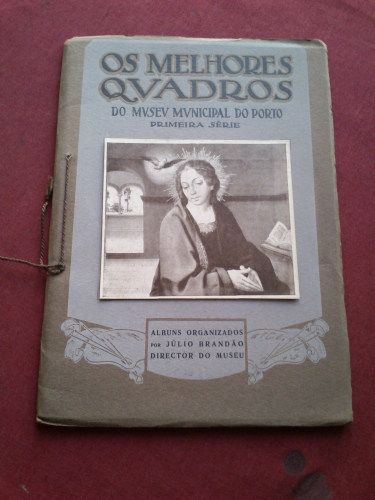 OS MELHORES
QVADROS
DO MVSEV MVNICIPAL DO PORTO
PRIMEIRA SÉRIE
ALBUNS ORGANIZADOS
POR JÚLIO BRANDÃO
DIRECTOR DO MUSEU